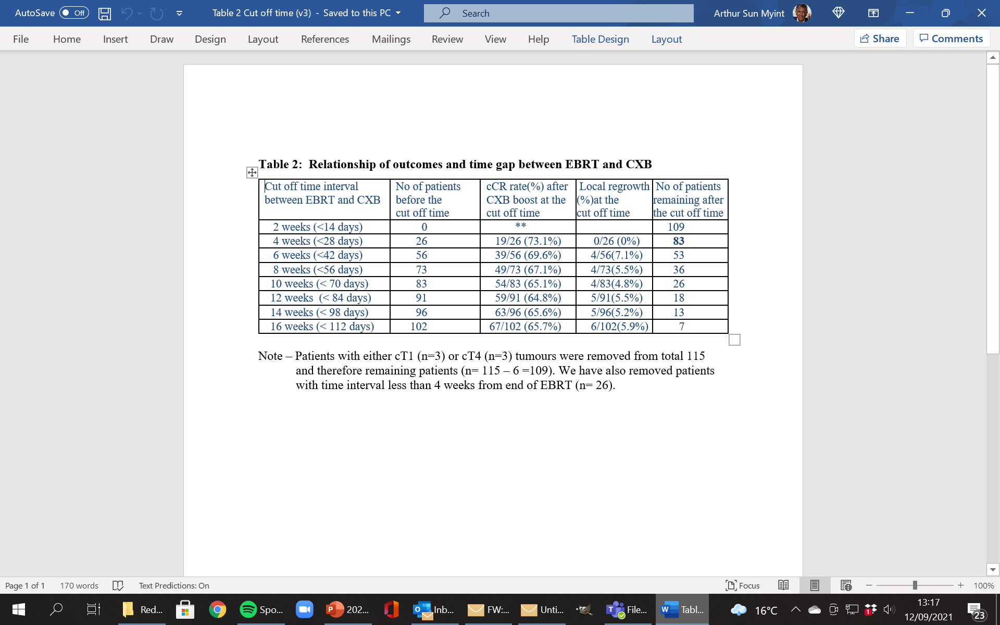 AutoSave Off Table 2 Cut off time (v3) - Saved to this PC Search Arthur Sun Myint
File Home Insert Draw Design Layout References Mailings Review View Help Table Design Layout Share Comments
Table 2: Relationship of outcomes and time gap between EBRT and CXB
Cut off time interval No of patients cCR rate(%) after Local regrowth No of patients
between EBRT and CXB before the CXB boost at the (%)at the remaining after
cut off time cut off time cut off time the cut off time
2 weeks (<14 days) 0 ** 109
4 weeks (<28 days) 26 19/26 (73.1%) 0/26 (0%) 83
6 weeks (<42 days) 56 39/56 (69.6%) 4/56(7.1%) 53
8 weeks (<56 days) 73 49/73 (67.1%) 4/73(5.5%) 36
10 weeks (< 70 days) 83 54/83 (65.1%) 4/83(4.8%) 26
12 weeks (< 84 days) 91 59/91 (64.8%) 5/91(5.5%) 18
14 weeks (< 98 days) 96 63/96 (65.6%) 5/96(5.2%) 13
16 weeks (< 112 days) 102 67/102 (65.7%) 6/102(5.9%) 7
Note – Patients with either cT1 (n=3) or cT4 (n=3) tumours were removed from total 115
and therefore remaining patients (n= 115 – 6 =109). We have also removed patients
with time interval less than 4 weeks from end of EBRT (n= 26).
Page 1 of 1 170 words Text Predictions: On Focus 100%
Red... Spo... 202... Inb... FW:... Unti... File... Tabl... 16°C 13:17
12/09/2021 23